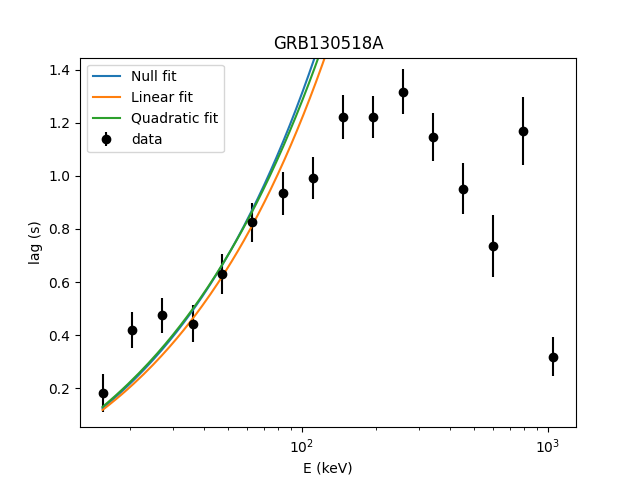 GRB130518A
Null fit
Linear fit
Quadratic fit
data
1.4
1.2
1.0
0.8
0.6
0.4
0.2
lag (s)
10²
10³
E (keV)